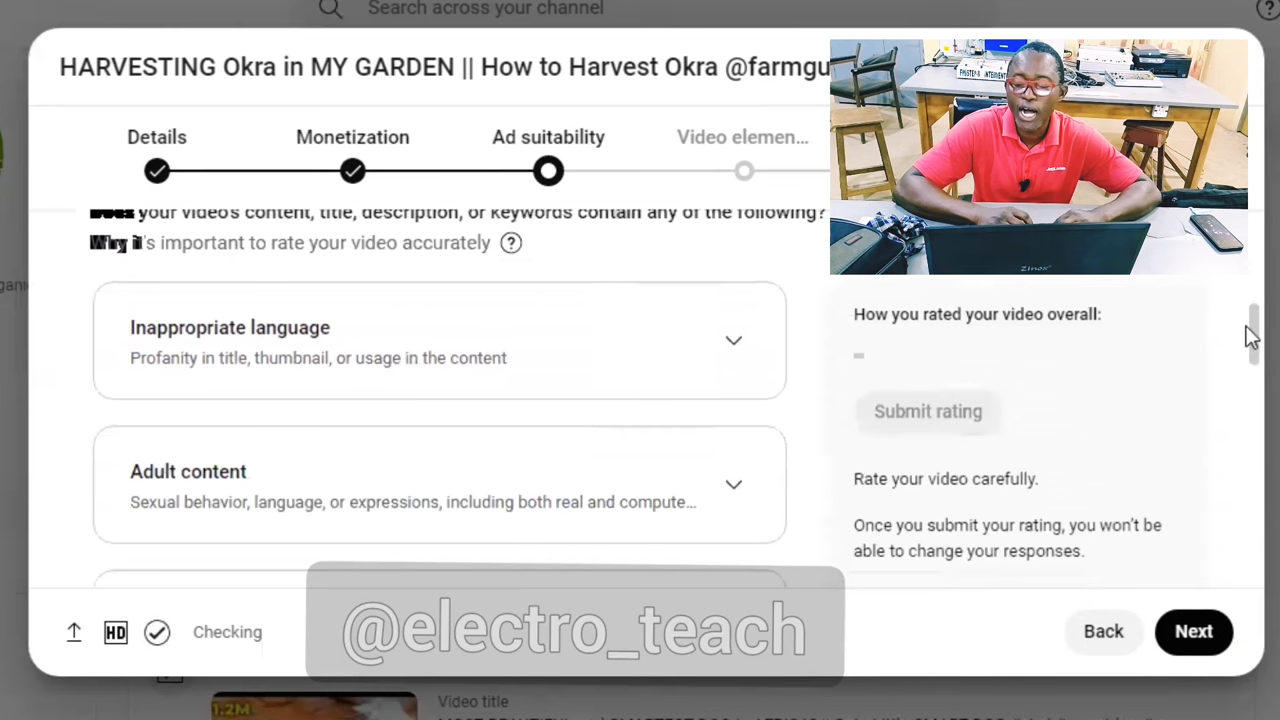 Search across your channel
HARVESTING Okra in MY GARDEN || How to Harvest Okra @farmgu
Details
Monetization
Ad suitability
Video elemen...
your video's content, title, description, or keywords contain any of the following?
Why it's important to rate your video accurately
Inappropriate language
Profanity in title, thumbnail, or usage in the content
Adult content
Sexual behavior, language, or expressions, including both real and compute...
How you rated your video overall:
Submit rating
Rate your video carefully.
Once you submit your rating, you won't be
able to change your responses.
HD
Checking
@electro_teach
Back
Next
Zinox
1.2M
Video title